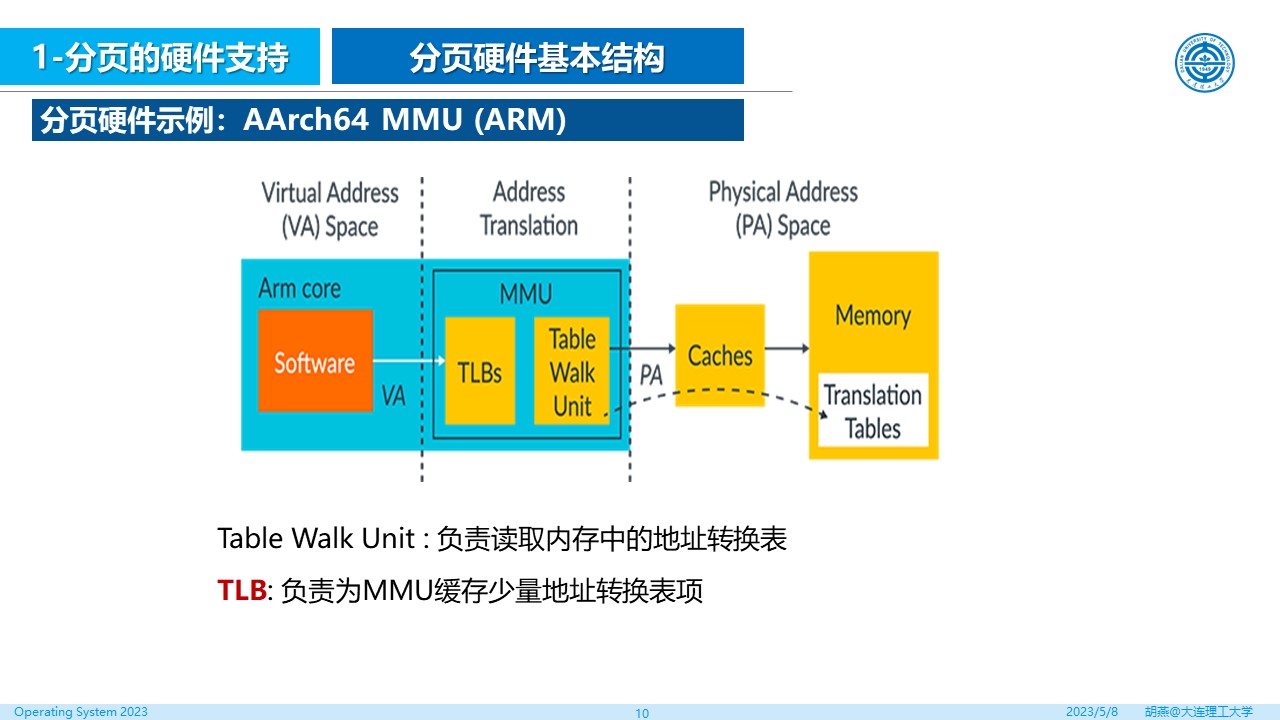 1-分页的硬件支持
分页硬件基本结构
分页硬件示例：AArch64 MMU (ARM)
Virtual Address
(VA) Space
Address
Translation
Physical Address
(PA) Space
Arm core
Software
VA
MMU
TLBs
Table
Walk
Unit
PA
Caches
Memory
Translation
Tables
Table Walk Unit : 负责读取内存中的地址转换表
TLB: 负责为MMU缓存少量地址转换表项
Operating System 2023
10
2023/5/8
胡燕@大连理工大学